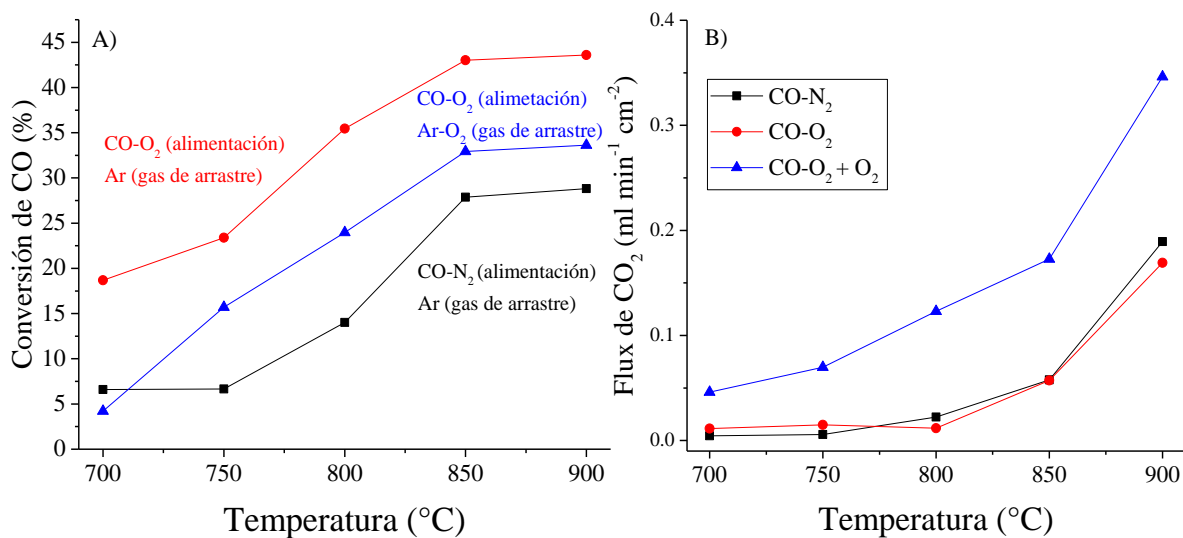 A)
Conversión de CO (%)
45
40
35
30
25
20
15
10
5
0
CO-O₂ (alimentación)
Ar (gas de arrastre)
CO-O₂ (alimetación)
Ar-O₂ (gas de arrastre)
CO-N₂ (alimentación)
Ar (gas de arrastre)
700 750 800 850 900
Temperatura (°C)
B)
Flux de CO₂ (ml min⁻¹ cm⁻²)
0.4
0.3
0.2
0.1
0.0
CO-N₂
CO-O₂
CO-O₂ + O₂
700 750 800 850 900
Temperatura (°C)